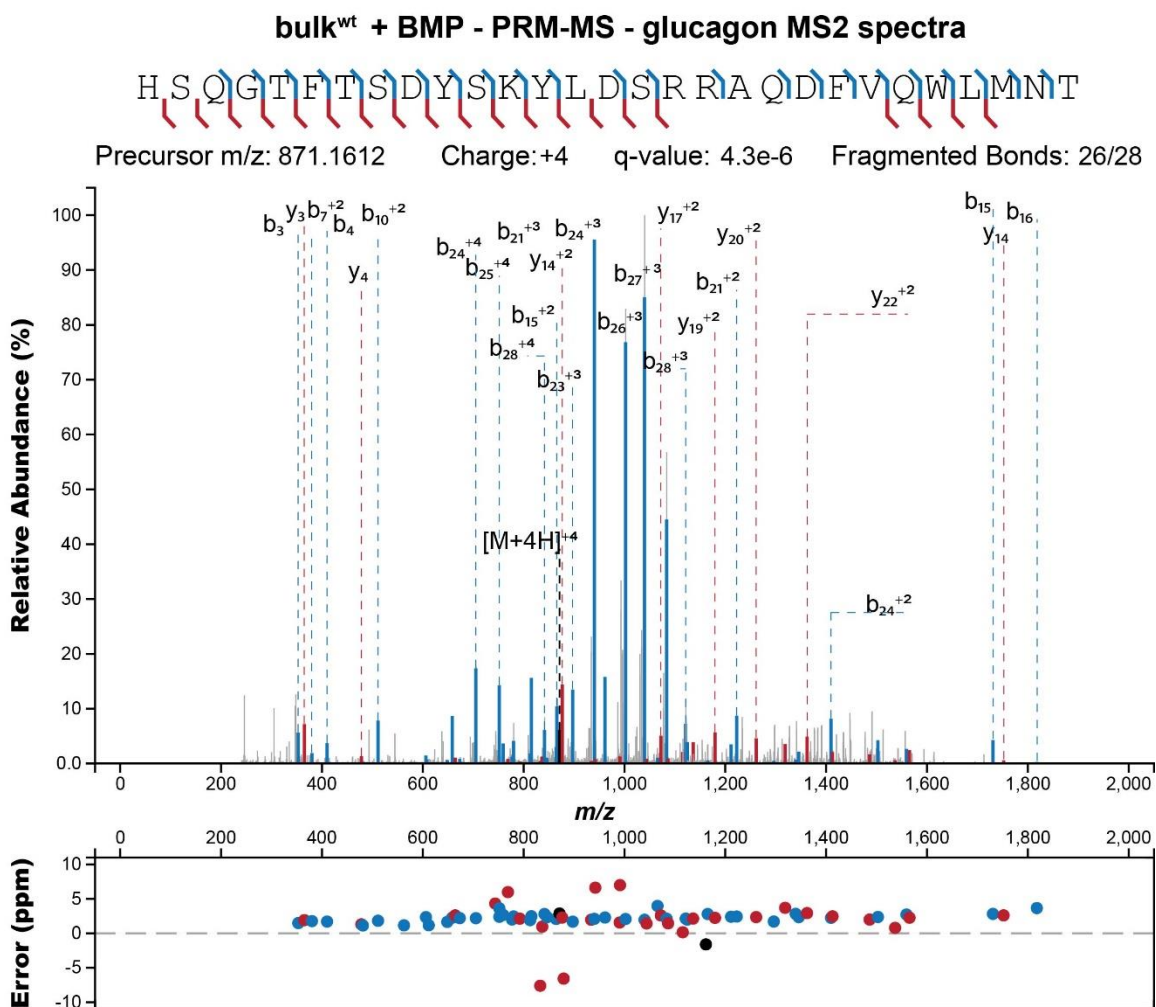 bulkʷᵗ + BMP - PRM-MS - glucagon MS2 spectra
HSQGTFTSDYSKYLDSRRAQDFVQWLMNT
Precursor m/z: 871.1612 Charge: +4 q-value: 4.3e-6 Fragmented Bonds: 26/28
Relative Abundance (%)
100
90
80
70
60
50
40
30
20
10
0.0
b₃
y₃
b₇⁺²
b₄
b₁₀⁺²
y₄
b₂₄⁺⁴
b₂₅⁺⁴
b₂₁⁺³
b₂₄⁺³
y₁₄⁺²
b₁₅⁺²
b₂₈⁺⁴
b₂₃⁺³
[M+4H]⁺⁴
b₂₆⁺³
b₂₇⁺³
y₁₇⁺²
b₂₈⁺³
y₁₉⁺²
b₂₁⁺²
y₂₀⁺²
y₂₂⁺²
b₂₄⁺²
b₁₅
y₁₄
b₁₆
0 200 400 600 800 1,000 1,200 1,400 1,600 1,800 2,000
m/z
0 200 400 600 800 1,000 1,200 1,400 1,600 1,800 2,000
Error (ppm)
10
5
0
-5
-10